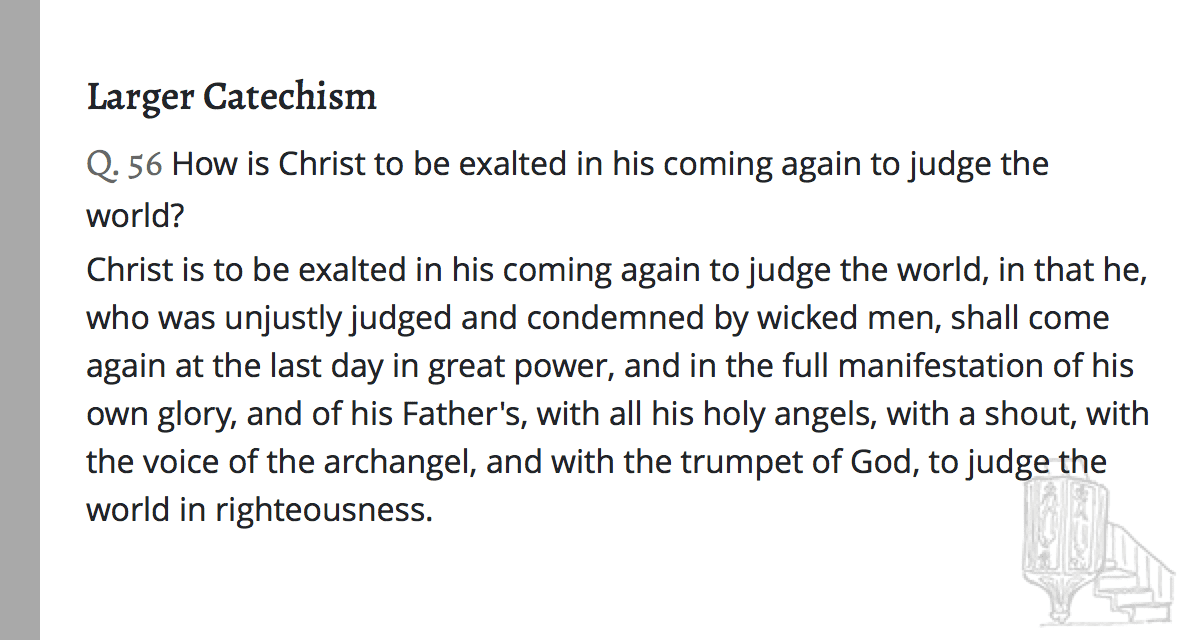 Larger Catechism
Q. 56 How is Christ to be exalted in his coming again to judge the
world?
Christ is to be exalted in his coming again to judge the world, in that he,
who was unjustly judged and condemned by wicked men, shall come
again at the last day in great power, and in the full manifestation of his
own glory, and of his Father's, with all his holy angels, with a shout, with
the voice of the archangel, and with the trumpet of God, to judge the
world in righteousness.